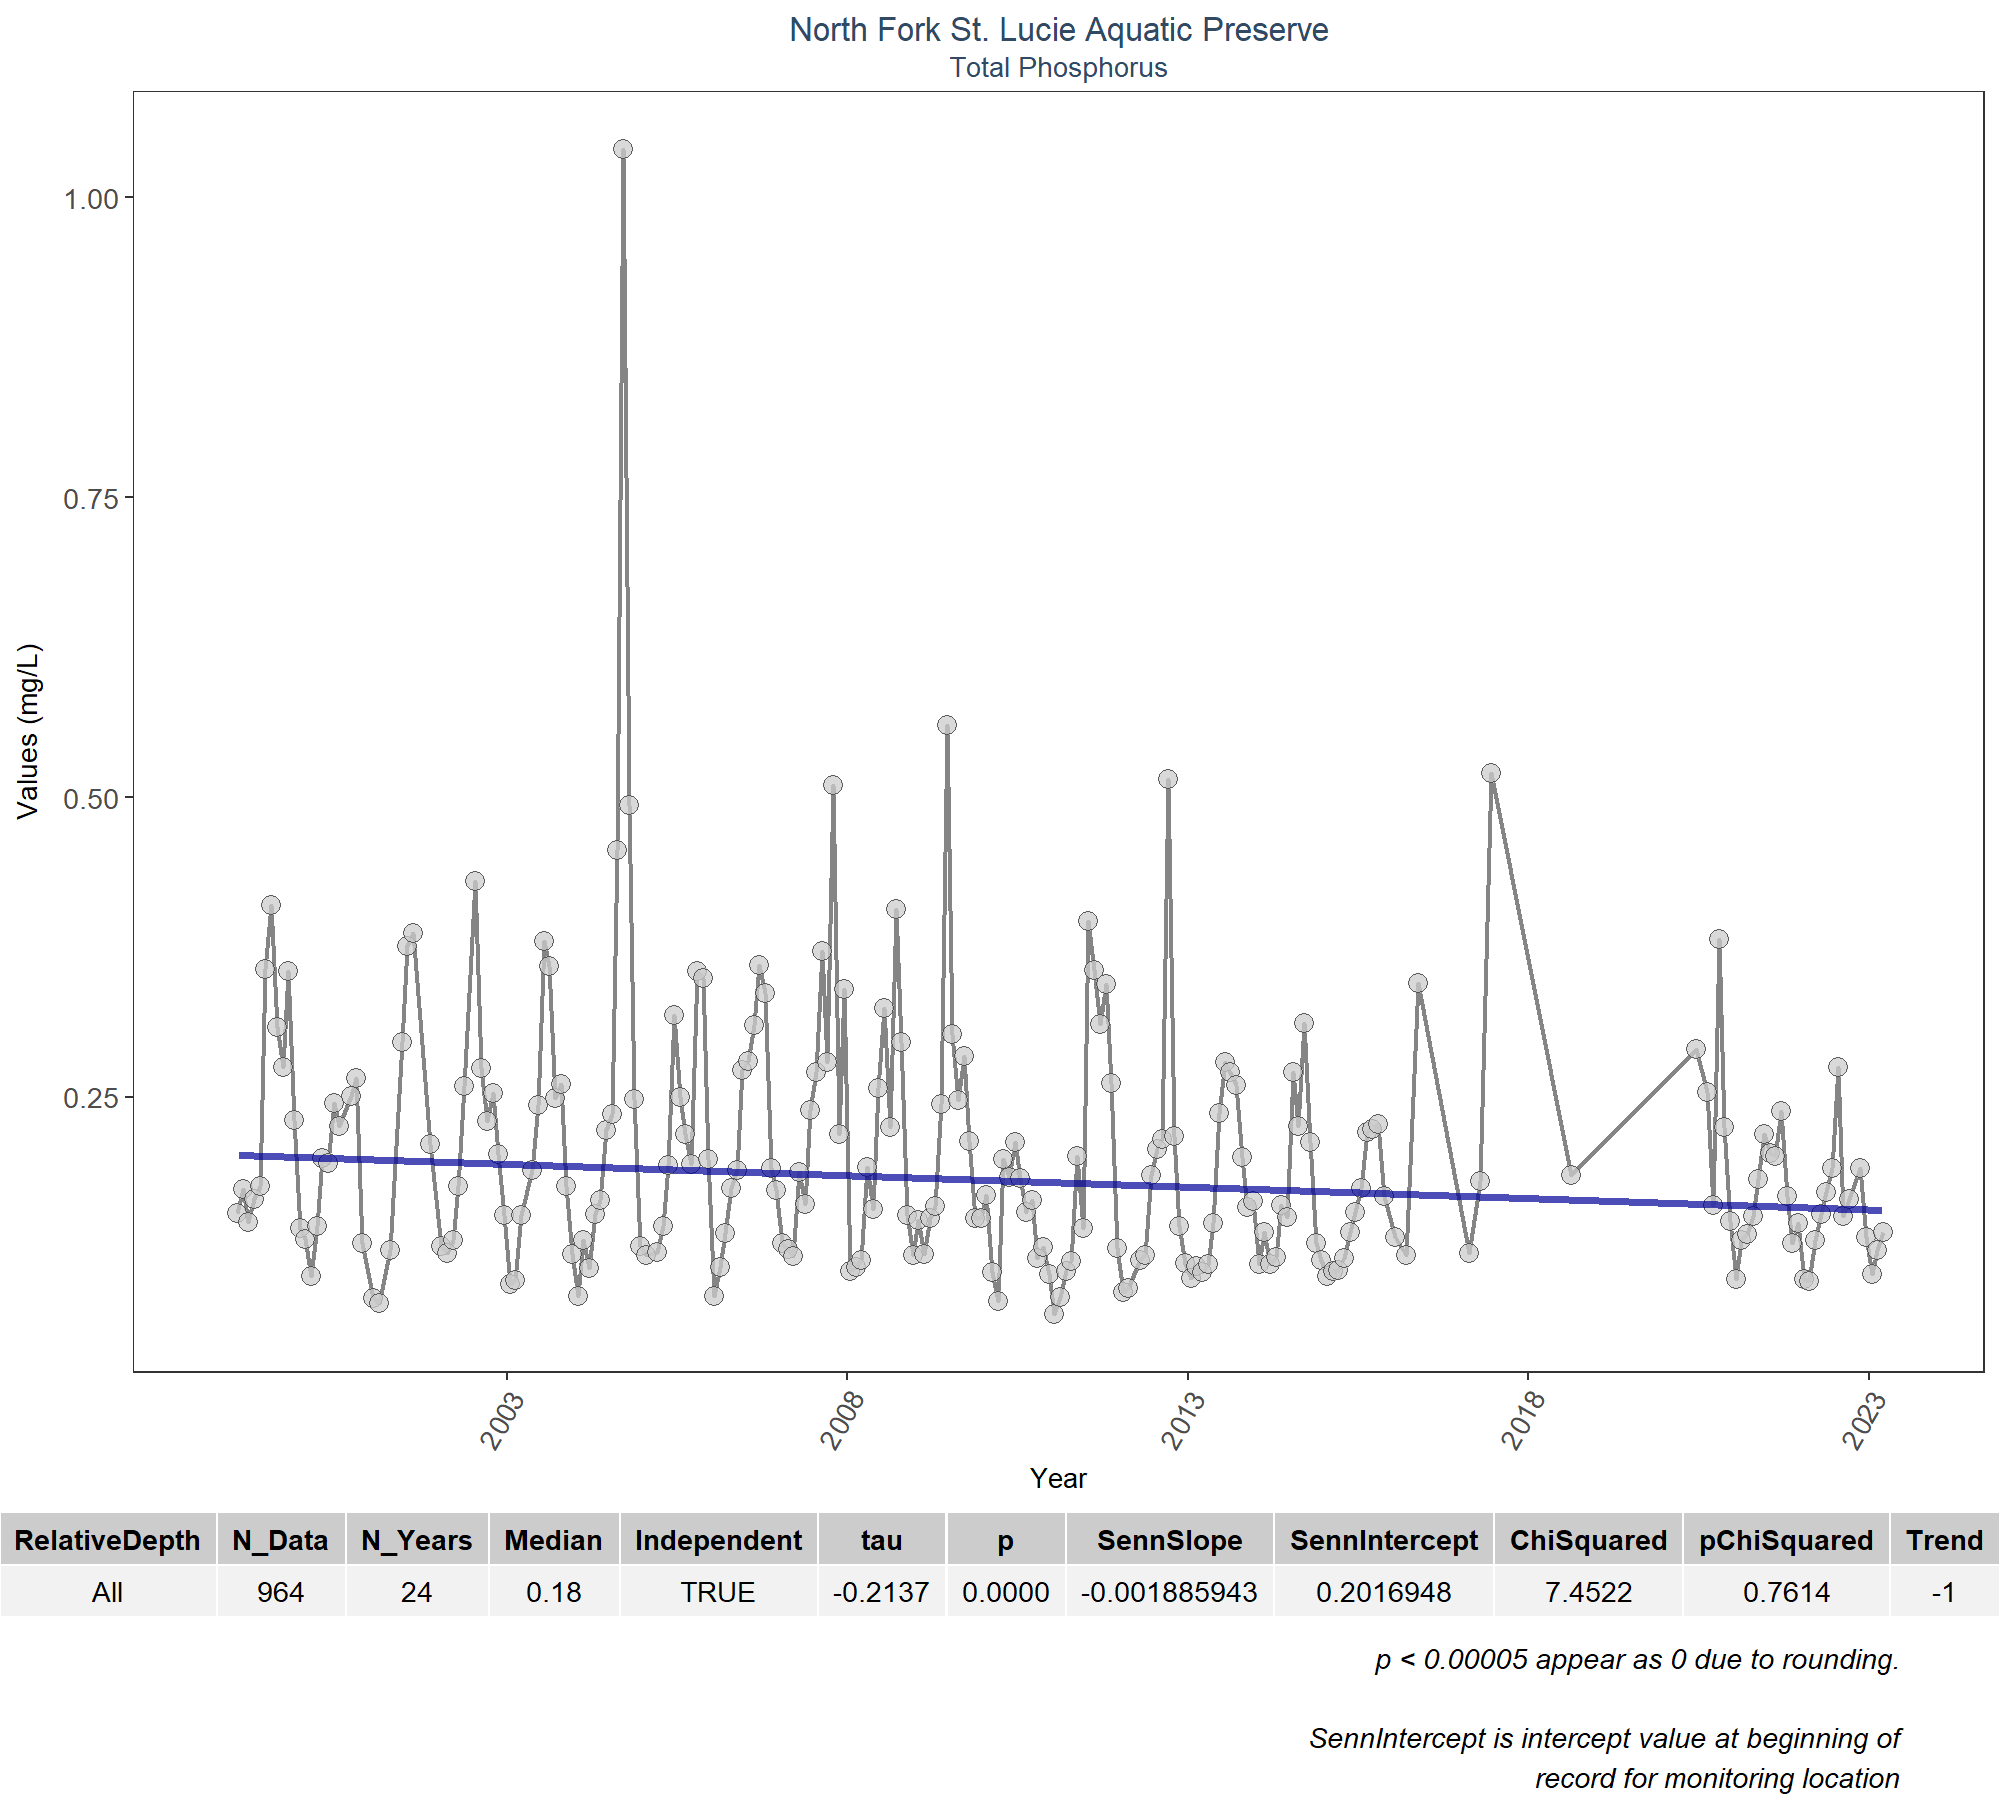 North Fork St. Lucie Aquatic Preserve
Total Phosphorus
Values (mg/L)
1.00
0.75
0.50
0.25
2003 2008 2013 2018 2023
Year
RelativeDepth N_Data N_Years Median Independent tau p SennSlope SennIntercept ChiSquared pChiSquared Trend
All 964 24 0.18 TRUE -0.2137 0.0000 -0.001885943 0.2016948 7.4522 0.7614 -1
p < 0.00005 appear as 0 due to rounding.
SennIntercept is intercept value at beginning of
record for monitoring location